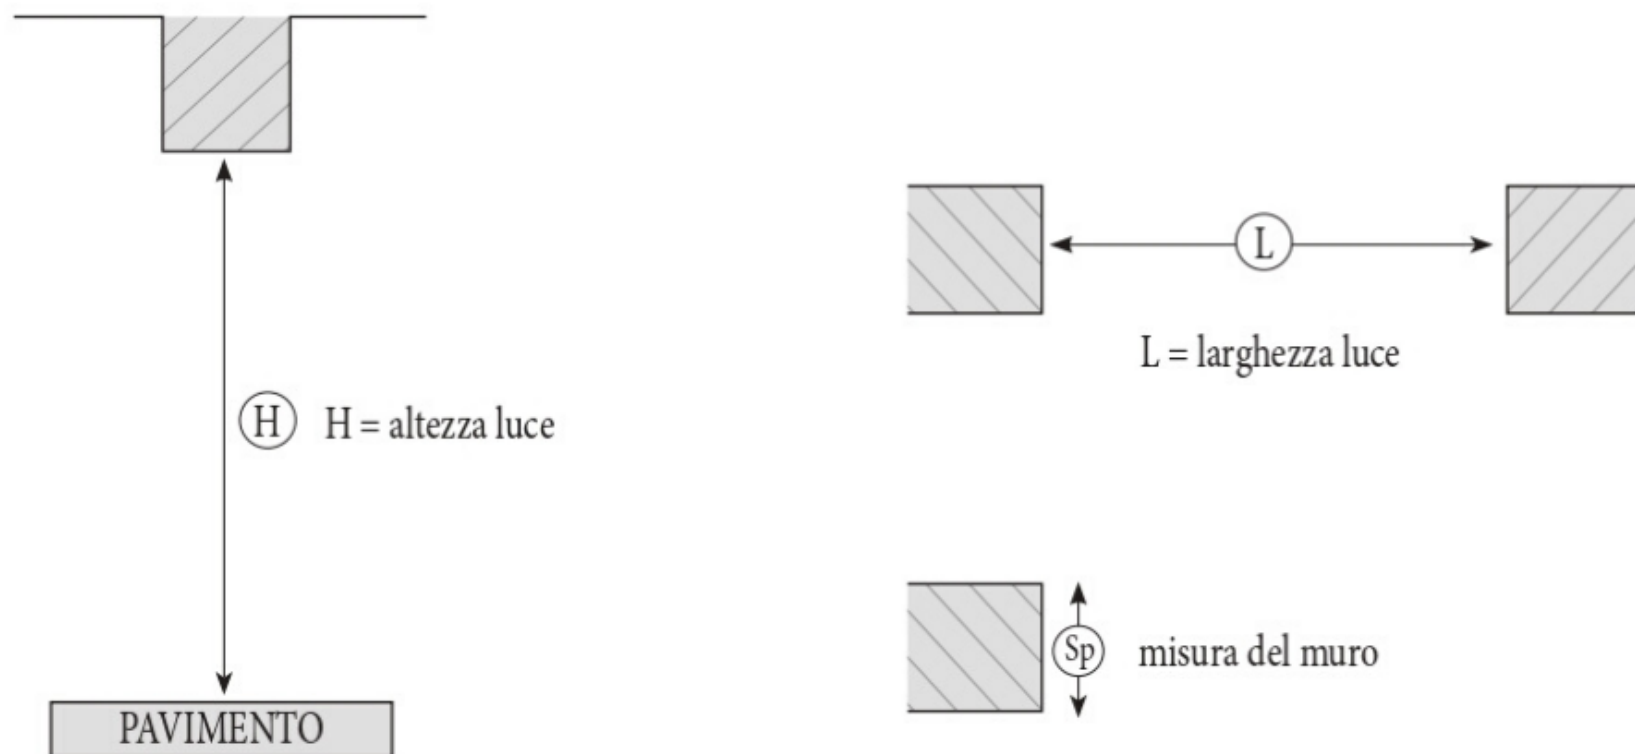 L
L = larghezza luce
H
H = altezza luce
Sp
misura del muro
PAVIMENTO